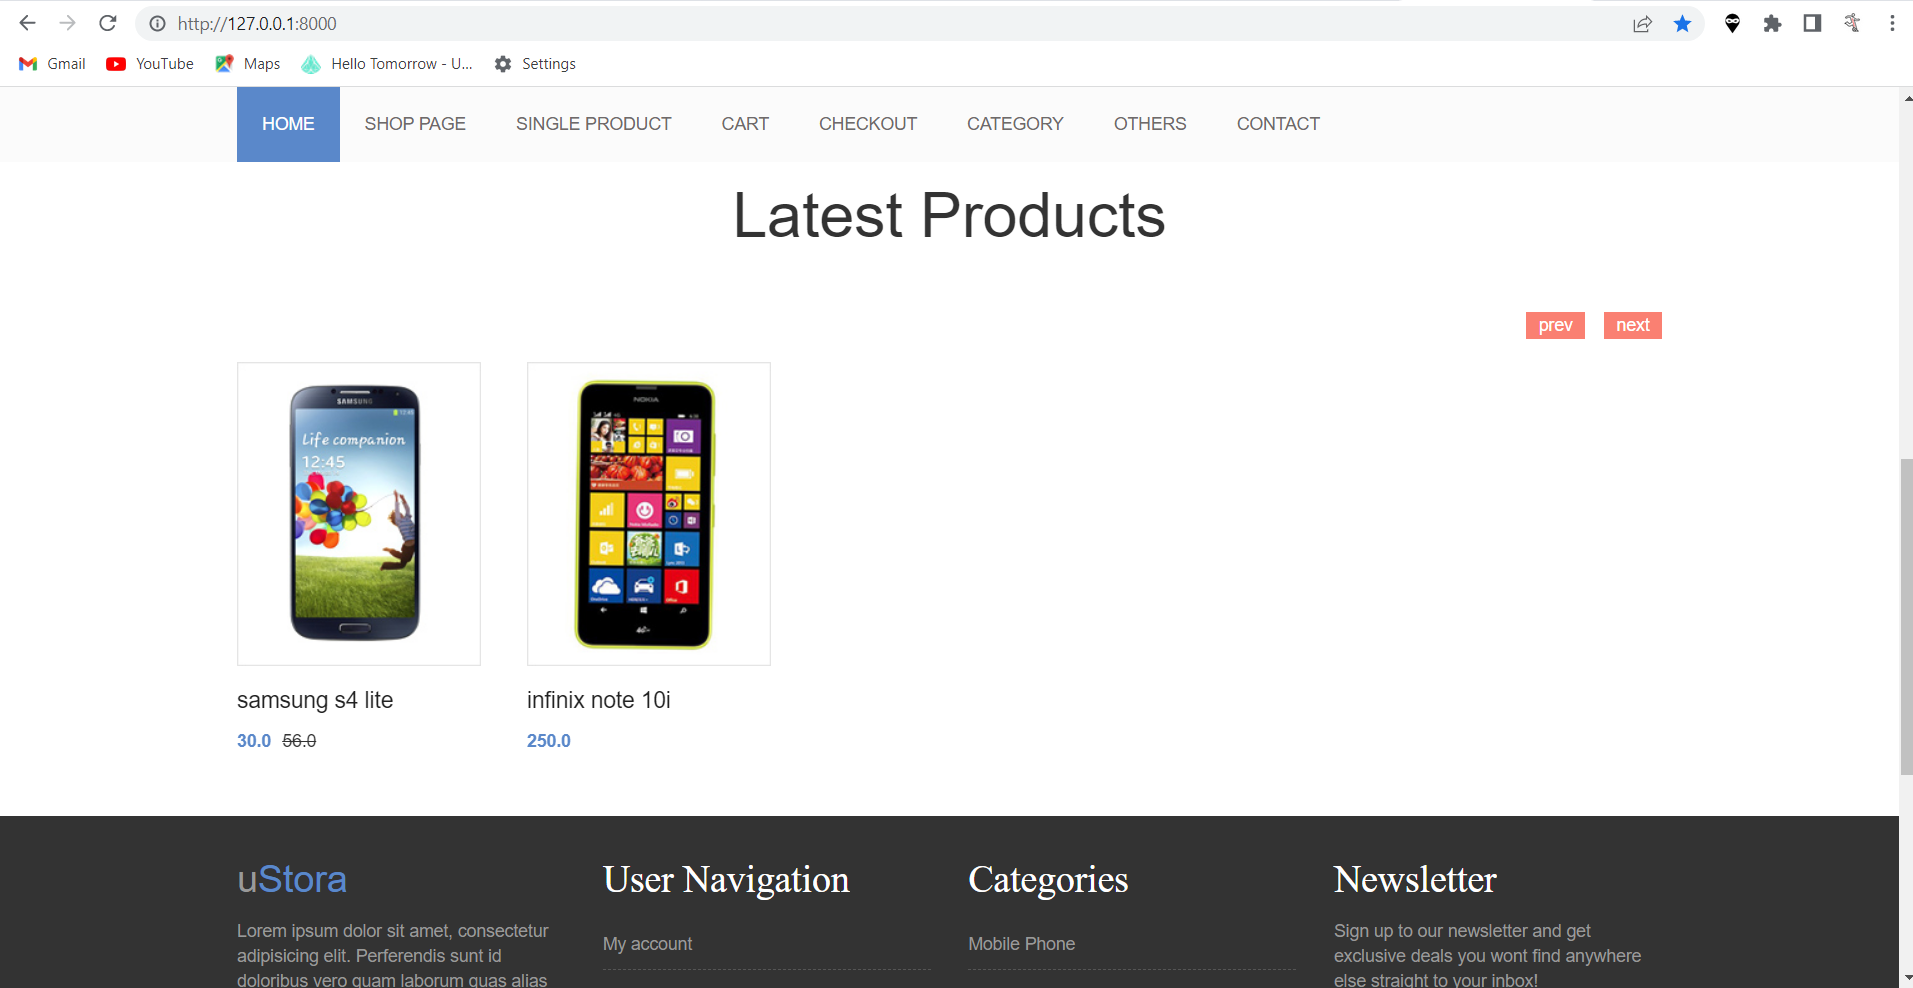 http://127.0.0.1:8000
Gmail YouTube Maps Hello Tomorrow - U... Settings
HOME SHOP PAGE SINGLE PRODUCT CART CHECKOUT CATEGORY OTHERS CONTACT
Latest Products
prev next
SAMSUNG
12:45
Life companion
12:45
NOKIA
samsung s4 lite
30.0 56.0
infinix note 10i
250.0
uStora
Lorem ipsum dolor sit amet, consectetur
adipisicing elit. Perferendis sunt id
doloribus vero quam laborum quas alias
User Navigation
My account
Categories
Mobile Phone
Newsletter
Sign up to our newsletter and get
exclusive deals you wont find anywhere
else straight to your inbox!